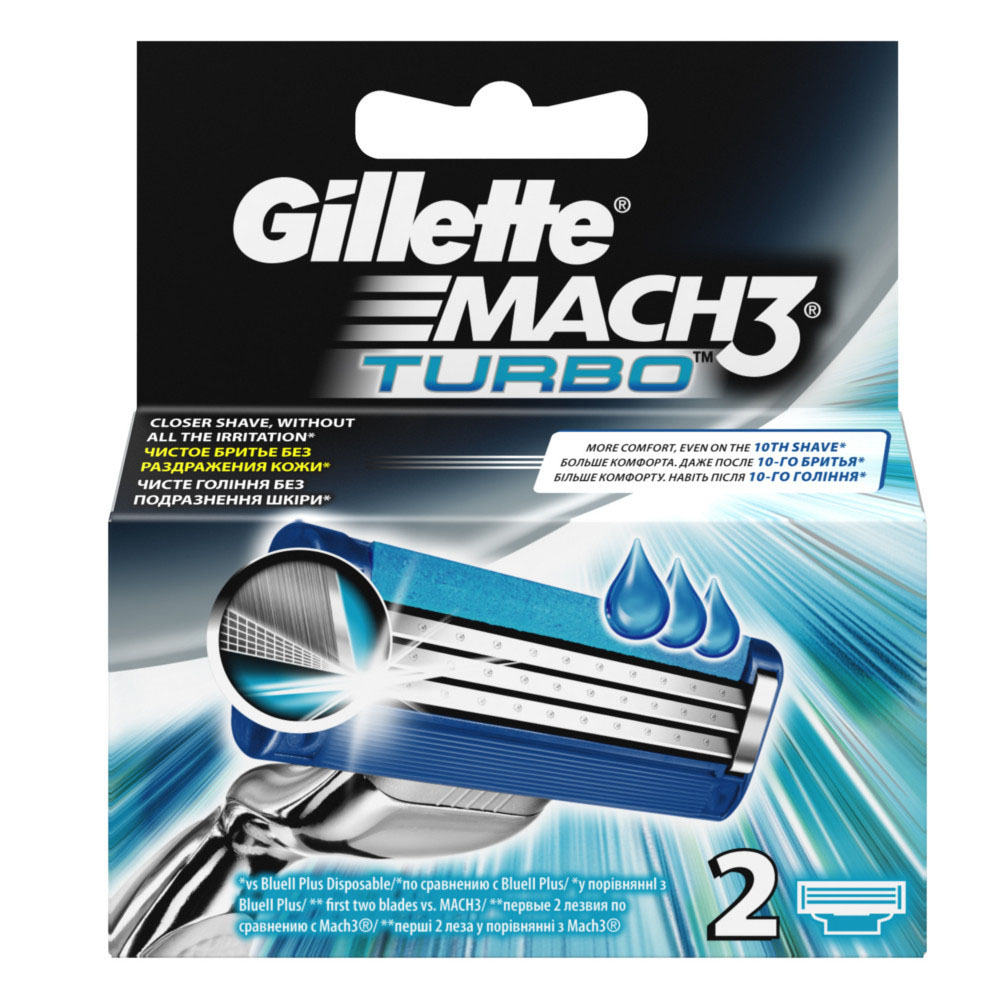 Gillette®
MACH3®
TURBO™
CLOSER SHAVE, WITHOUT
ALL THE IRRITATION*
ЧИСТОЕ БРИТЬЕ БЕЗ
РАЗДРАЖЕНИЯ КОЖИ*
ЧИСТЕ ГОЛІННЯ БЕЗ
ПОДРАЗНЕННЯ ШКІРИ*
MORE COMFORT, EVEN ON THE 10TH SHAVE*
БОЛЬШЕ КОМФОРТА. ДАЖЕ ПОСЛЕ 10-ГО БРИТЬЯ*
БІЛЬШЕ КОМФОРТУ. НАВІТЬ ПІСЛЯ 10-ГО ГОЛІННЯ*
*vs BlueII Plus Disposable/*по сравнению с BlueII Plus/ *у порівнянні з
BlueII Plus/ ** first two blades vs. MACH3/ **первые 2 лезвия по
сравнению с Mach3®/ **перші 2 леза у порівнянні з Mach3®
2